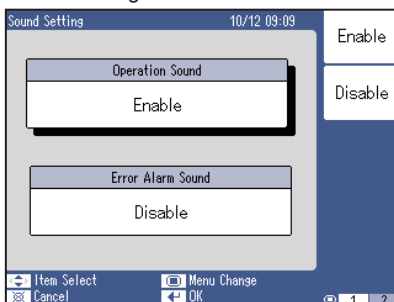 Sound Setting 10/12 09:09
Enable
Operation Sound
Enable
Disable
Error Alarm Sound
Disable
Item Select Menu Change
Cancel OK 1 2